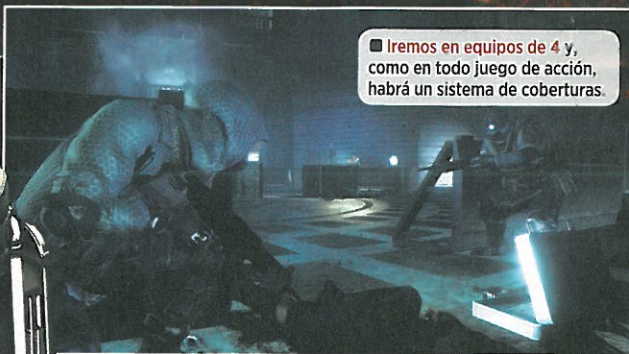 Iremos en equipos de 4 y,
como en todo juego de acción,
habrá un sistema de coberturas.